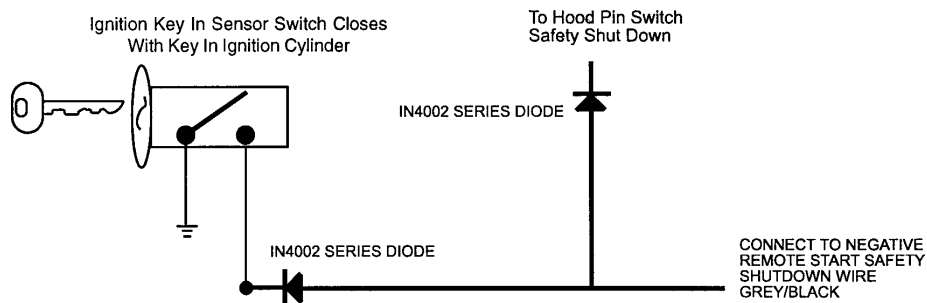 Ignition Key In Sensor Switch Closes
With Key In Ignition Cylinder
To Hood Pin Switch
Safety Shut Down
IN4002 SERIES DIODE
IN4002 SERIES DIODE
CONNECT TO NEGATIVE
REMOTE START SAFETY
SHUTDOWN WIRE
GREY/BLACK